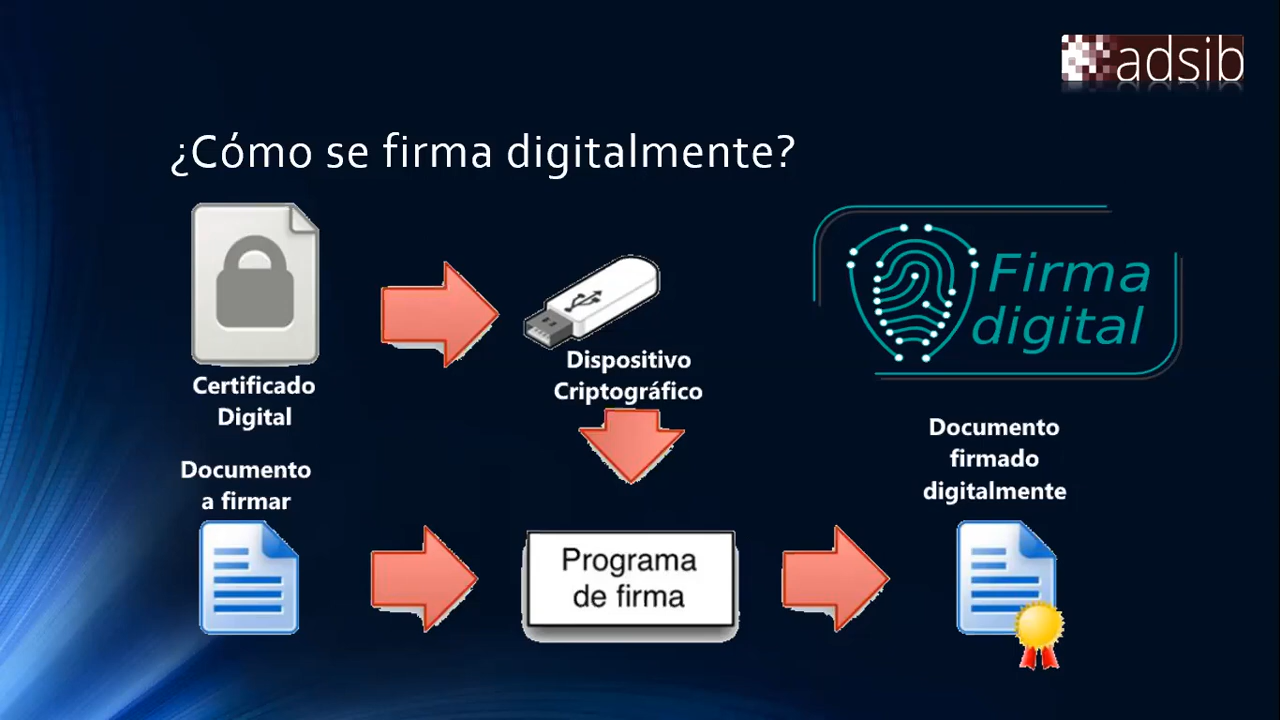 adsib
¿Cómo se firma digitalmente?
Firma
digital
Dispositivo
Criptográfico
Certificado
Digital
Documento
firmado
digitalmente
Documento
a firmar
Programa
de firma